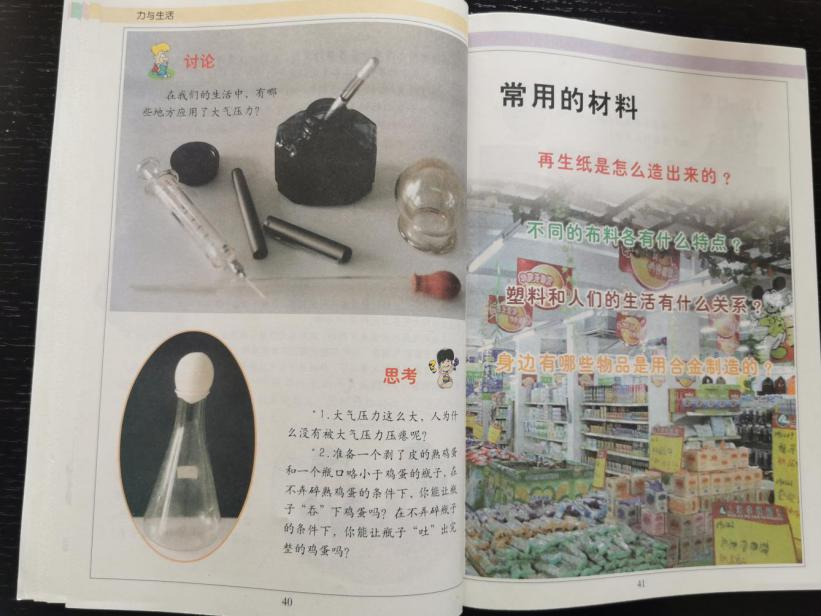 力与生活
讨论
在我们的生活中，有哪
些地方应用了大气压力？
思考
*1.大气压力这么大，人为什
么没有被大气压力压瘪呢？
*2.准备一个剥了皮的熟鸡蛋
和一个瓶口略小于鸡蛋的瓶子，在
不弄碎熟鸡蛋的条件下，你能让瓶
子“吞”下鸡蛋吗？在不弄碎瓶子
的条件下，你能让瓶子“吐”出完
整的鸡蛋吗？
40
常用的材料
再生纸是怎么造出来的？
不同的布料各有什么特点？
塑料和人们的生活有什么关系？
身边有哪些物品是用合金制造的？
41